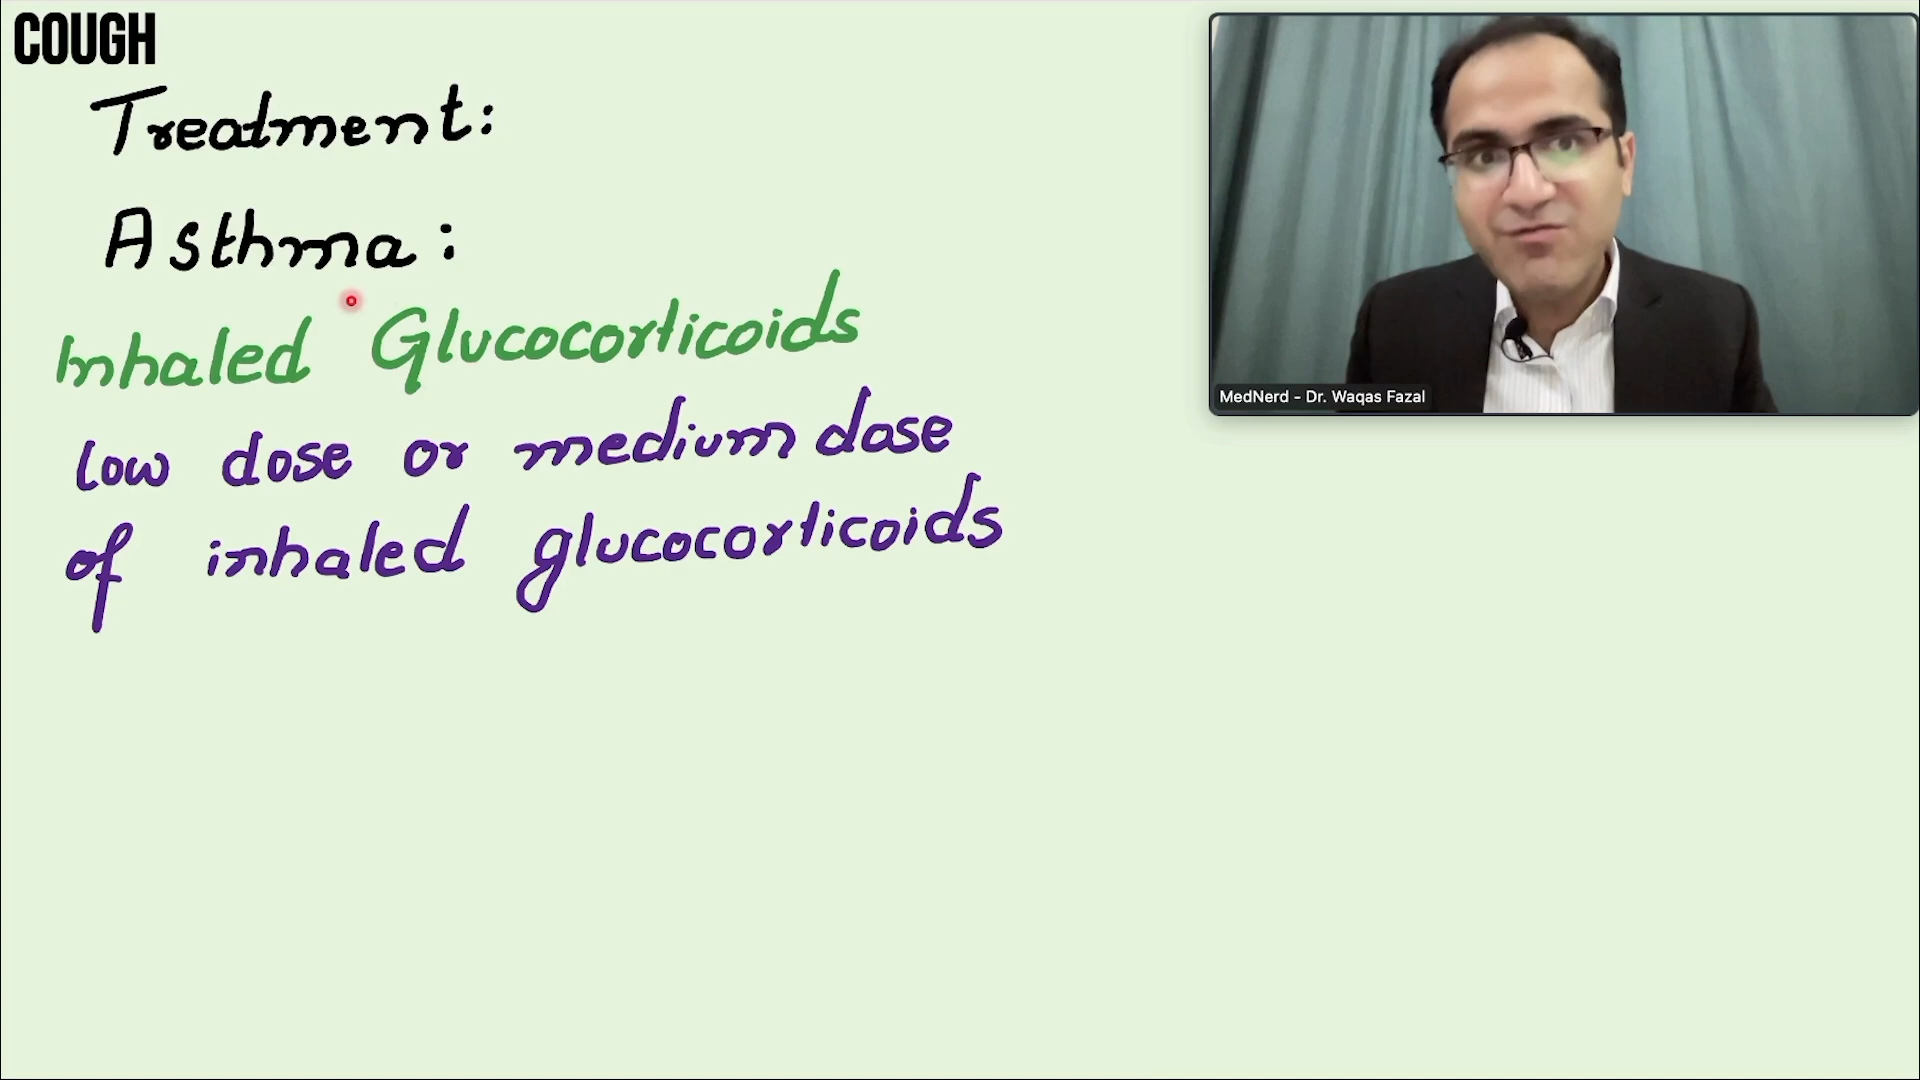 COUGH
Treatment:
Asthma:
Inhaled Glucocorticoids
low dose or medium dose
of inhaled glucocorticoids
MedNerd - Dr. Waqas Fazal